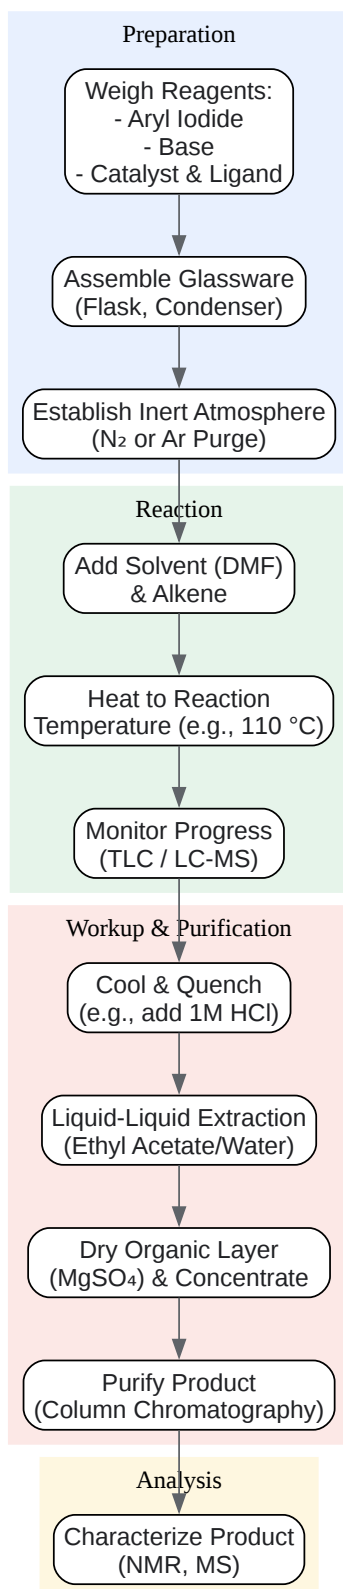 Preparation
Weigh Reagents:
- Aryl Iodide
- Base
- Catalyst & Ligand
Assemble Glassware
(Flask, Condenser)
Establish Inert Atmosphere
(N₂ or Ar Purge)
Reaction
Add Solvent (DMF)
& Alkene
Heat to Reaction
Temperature (e.g., 110 °C)
Monitor Progress
(TLC / LC-MS)
Workup & Purification
Cool & Quench
(e.g., add 1M HCl)
Liquid-Liquid Extraction
(Ethyl Acetate/Water)
Dry Organic Layer
(MgSO₄) & Concentrate
Purify Product
(Column Chromatography)
Analysis
Characterize Product
(NMR, MS)